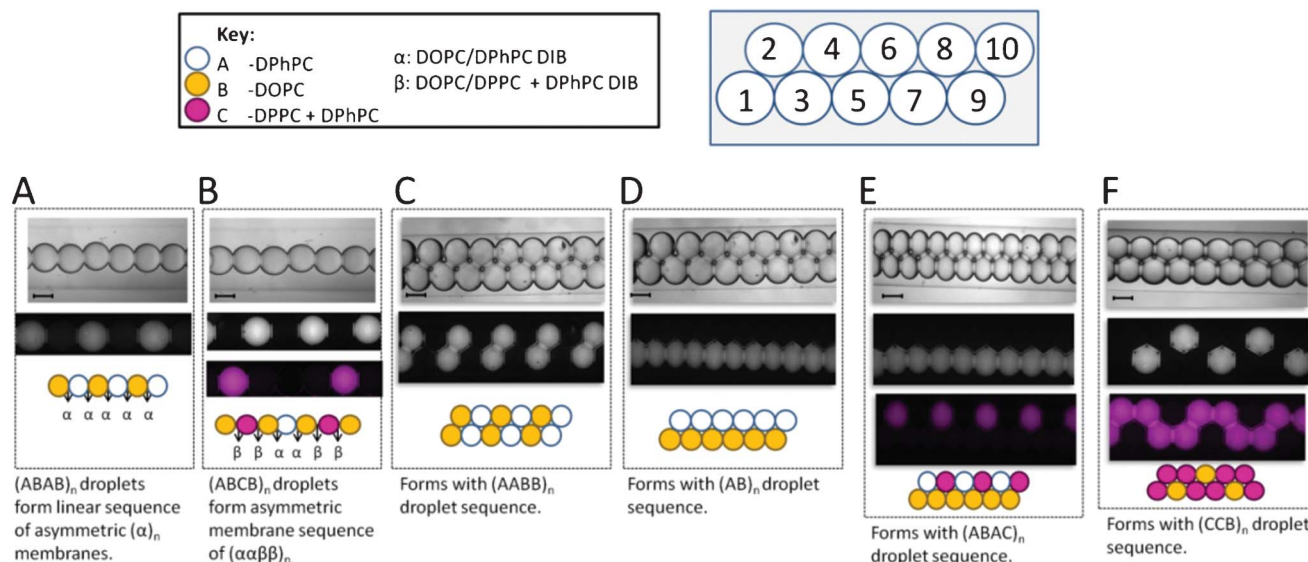 Key:
A -DPhPC
B -DOPC
C -DPPC + DPhPC
α: DOPC/DPhPC DIB
β: DOPC/DPPC + DPhPC DIB
2 4 6 8 10
1 3 5 7 9
A
α α α α α
(ABAB)n droplets
form linear sequence
of asymmetric (α)n
membranes.
B
β β α α β β
(ABCB)n droplets
form asymmetric
membrane sequence
of (ααββ)n
C
Forms with (AABB)n
droplet sequence.
D
Forms with (AB)n droplet
sequence.
E
Forms with (ABAC)n
droplet sequence.
F
Forms with (CCB)n droplet
sequence.